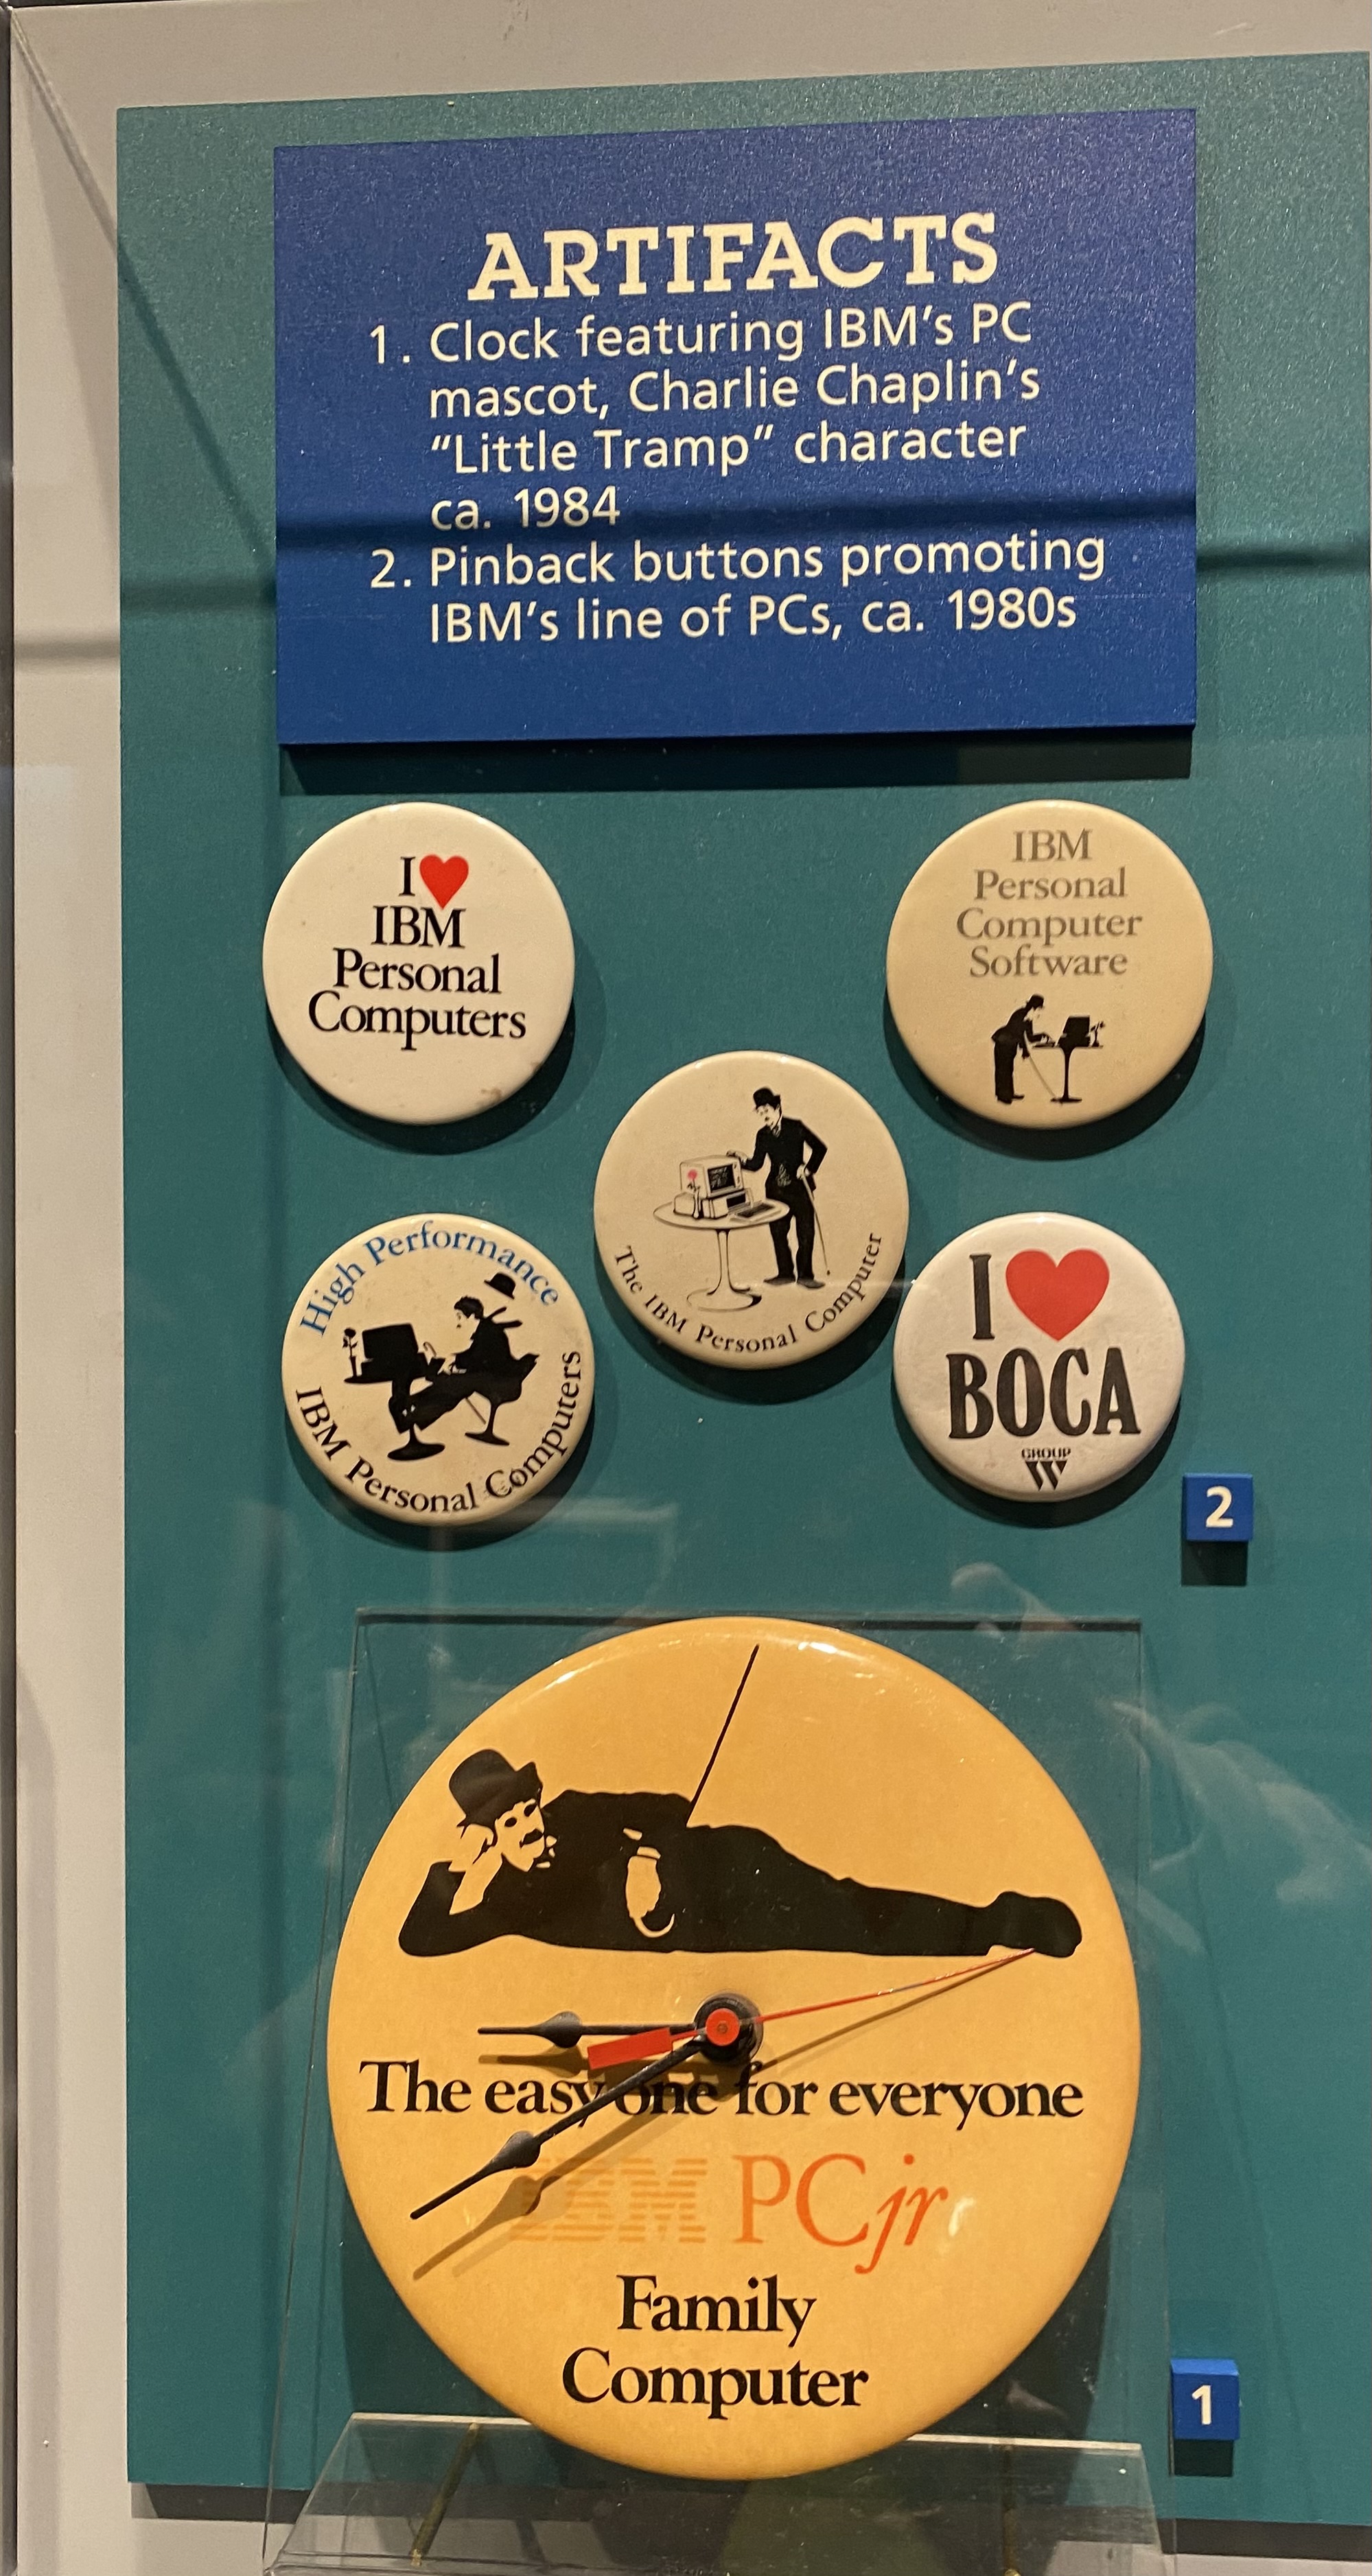 ARTIFACTS
1. Clock featuring IBM's PC
mascot, Charlie Chaplin's
"Little Tramp" character
ca. 1984
2. Pinback buttons promoting
IBM's line of PCs, ca. 1980s
I ♥
IBM
Personal
Computers
IBM
Personal
Computer
Software
The IBM Personal Computer
High Performance
IBM Personal Computers
I ♥
BOCA
GROUP
W
2
The easy one for everyone
IBM PCjr
Family
Computer
1